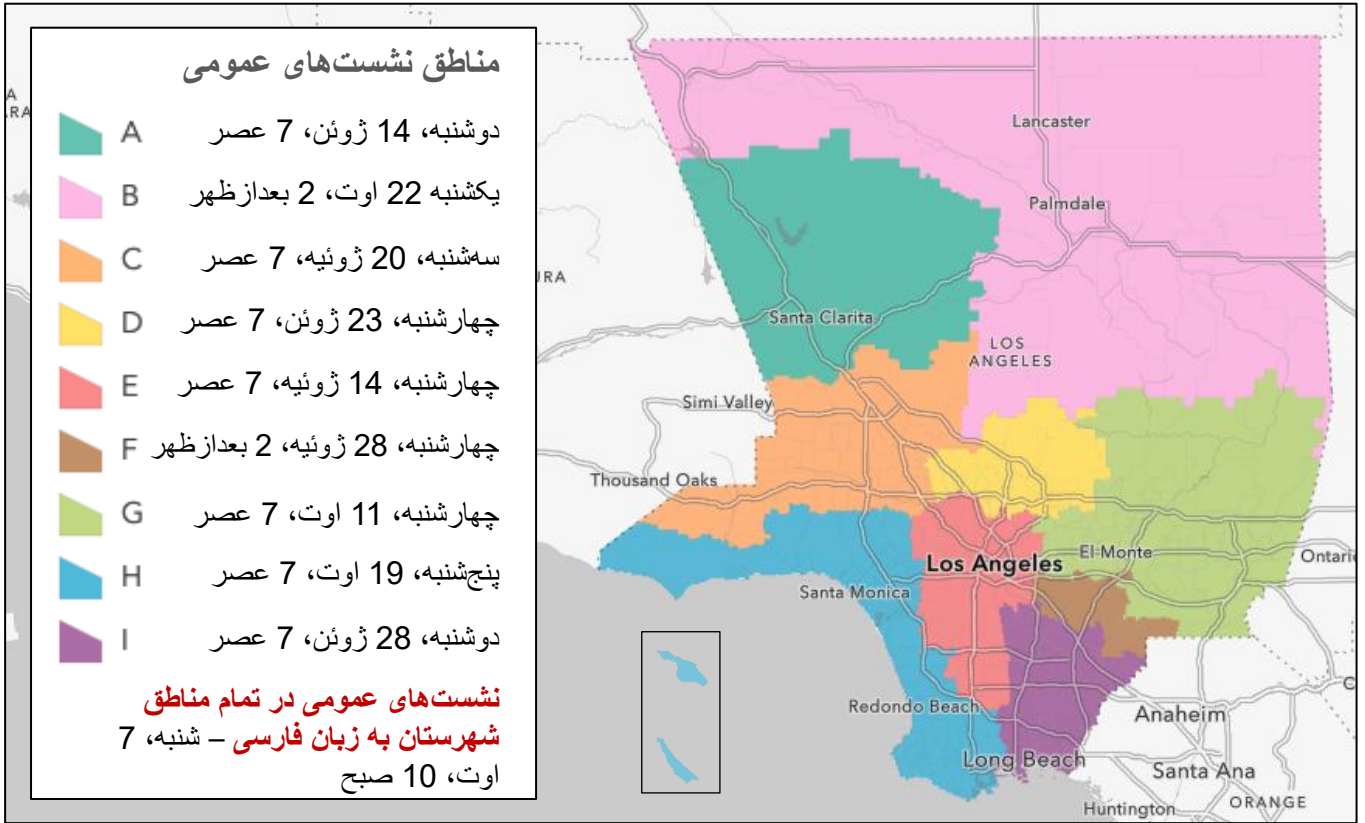 مناطق نشست‌های عمومی
A دوشنبه، 14 ژوئن، 7 عصر
B یکشنبه 22 اوت، 2 بعدازظهر
C سه‌شنبه، 20 ژوئیه، 7 عصر
D چهارشنبه، 23 ژوئن، 7 عصر
E چهارشنبه، 14 ژوئیه، 7 عصر
F چهارشنبه، 28 ژوئیه، 2 بعدازظهر
G چهارشنبه، 11 اوت، 7 عصر
H پنج‌شنبه، 19 اوت، 7 عصر
I دوشنبه، 28 ژوئن، 7 عصر
نشست‌های عمومی در تمام مناطق
شهرستان به زبان فارسی – شنبه، 7
اوت، 10 صبح
Lancaster
Palmdale
Santa Clarita
LOS
ANGELES
Simi Valley
Thousand Oaks
Los Angeles
El Monte
Ontario
Santa Monica
Redondo Beach
Anaheim
Long Beach
Santa Ana
Huntington
ORANGE